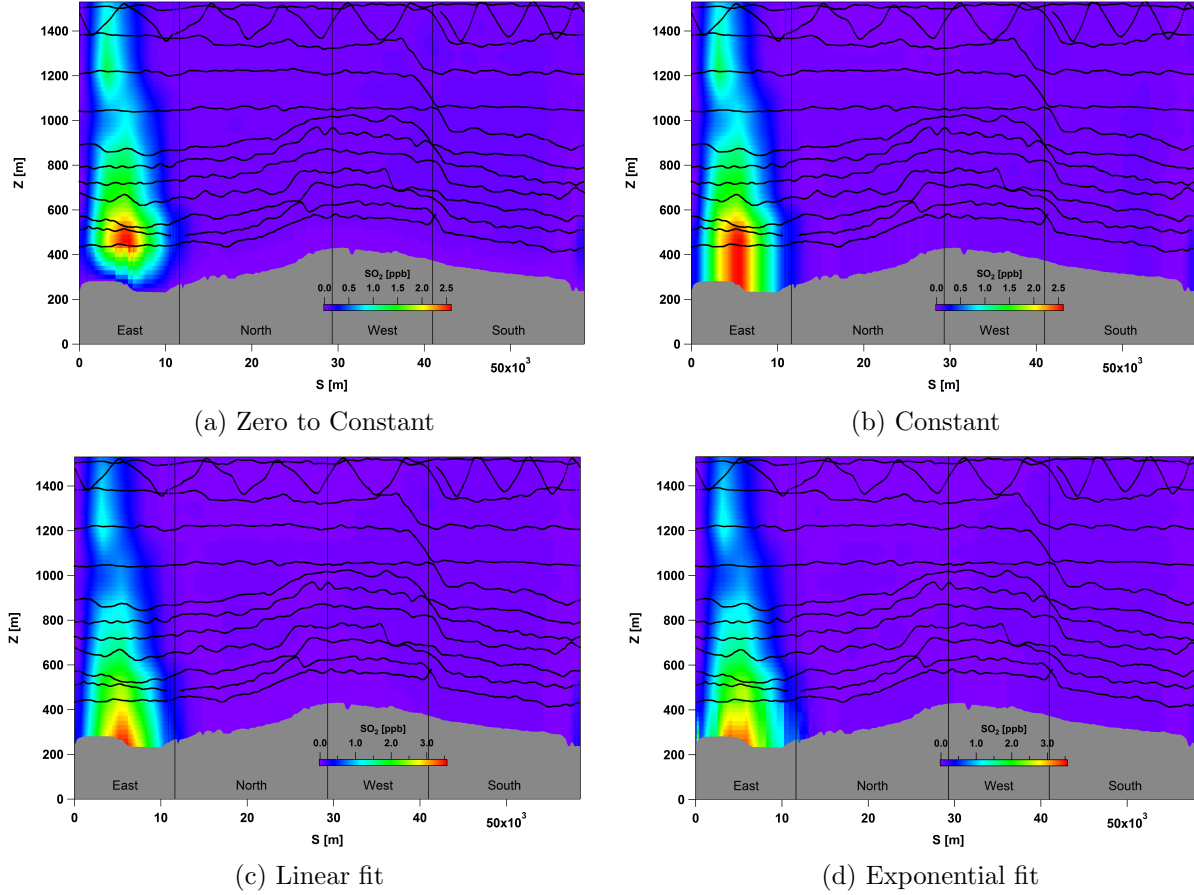 1400
1200
1000
800
600
400
200
0
Z [m]
SO2 [ppb]
0.0 0.5 1.0 1.5 2.0 2.5
East North West South
0 10 20 30 40 50x10³
S [m]
(a) Zero to Constant
1400
1200
1000
800
600
400
200
0
Z [m]
SO2 [ppb]
0.0 0.5 1.0 1.5 2.0 2.5
East North West South
0 10 20 30 40 50x10³
S [m]
(b) Constant
1400
1200
1000
800
600
400
200
0
Z [m]
SO2 [ppb]
0.0 1.0 2.0 3.0
East North West South
0 10 20 30 40 50x10³
S [m]
(c) Linear fit
1400
1200
1000
800
600
400
200
0
Z [m]
SO2 [ppb]
0.0 1.0 2.0 3.0
East North West South
0 10 20 30 40 50x10³
S [m]
(d) Exponential fit